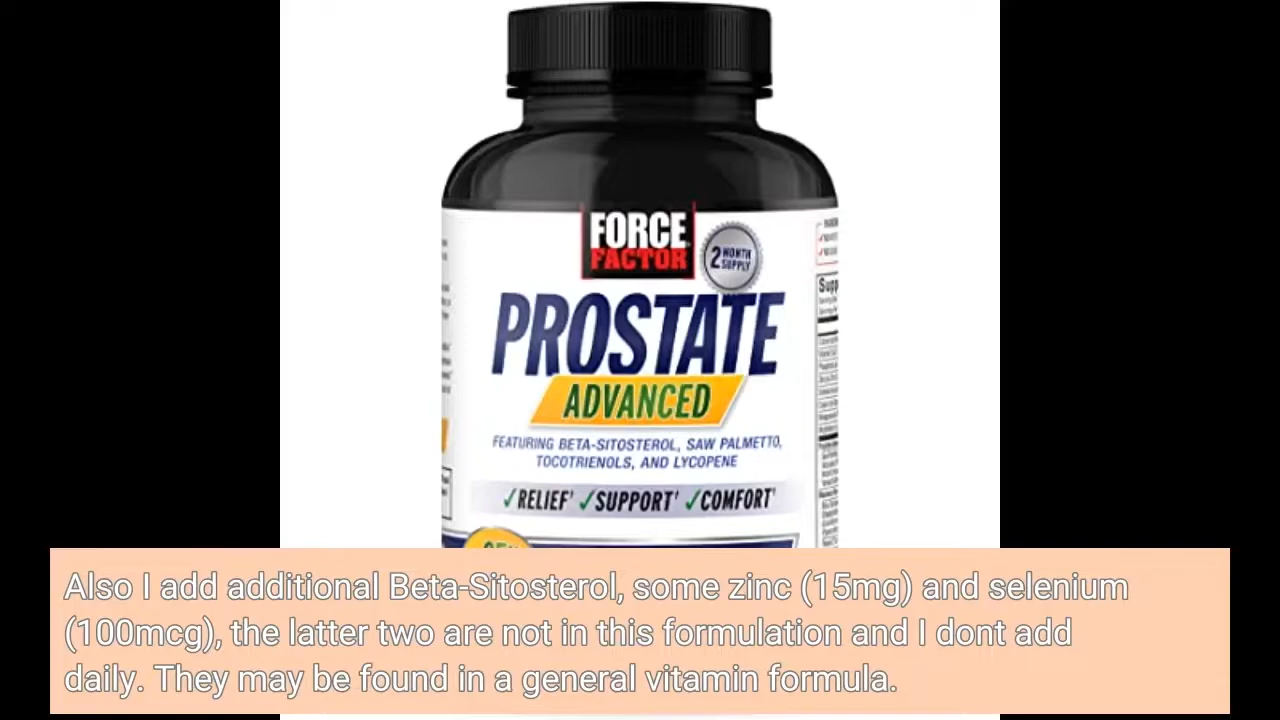 FORCE
FACTOR
2 MONTH
SUPPLY
PROSTATE
ADVANCED
FEATURING BETA-SITOSTEROL, SAW PALMETTO,
TOCOTRIENOLS, AND LYCOPENE
✓RELIEF† ✓SUPPORT† ✓COMFORT†
Also I add additional Beta-Sitosterol, some zinc (15mg) and selenium
(100mcg), the latter two are not in this formulation and I dont add
daily. They may be found in a general vitamin formula.